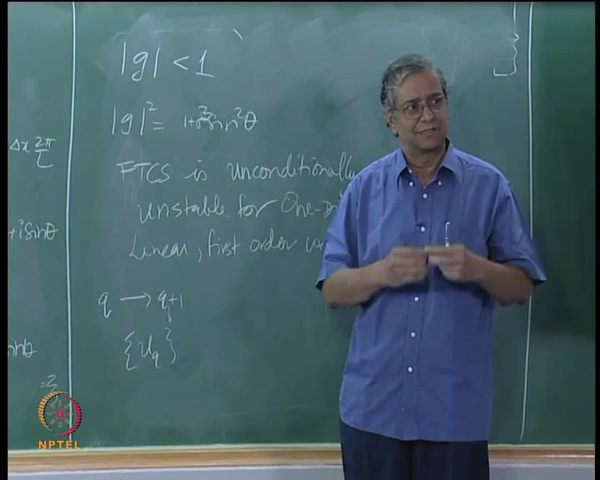 |g| < 1
Δx 2π/L
|g|² = 1+σ²sin²θ
FTCS is unconditionally
unstable for One-
+isinθ
Linear, first order
q → q+1
{u_q}
NPTEL